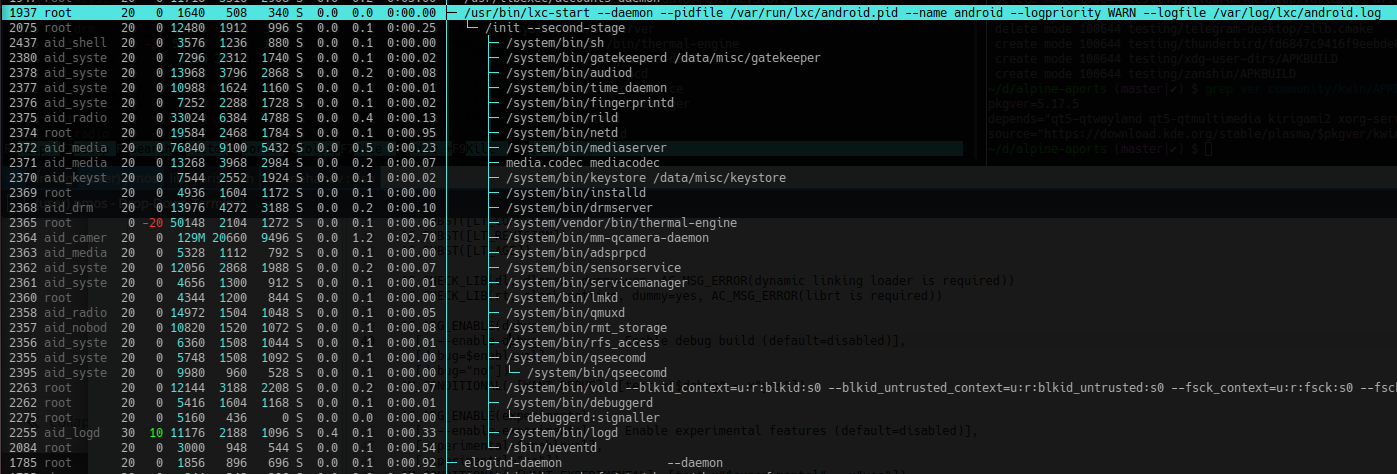 1937 root 20 0 1640 508 340 S 0.0 0.0 0:00.00 ─ /usr/bin/lxc-start --daemon --pidfile /var/run/lxc/android.pid --name android --logpriority WARN --logfile /var/log/lxc/android.log
2075 root 20 0 12480 1912 996 S 0.0 0.1 0:00.25 └─ /init --second-stage
2437 aid_shell 20 0 3576 1236 880 S 0.0 0.1 0:00.00 ├─ /system/bin/sh
2380 aid_syste 20 0 7296 2312 1740 S 0.0 0.1 0:00.02 ├─ /system/bin/gatekeeperd /data/misc/gatekeeper
2378 aid_syste 20 0 13968 3796 2868 S 0.0 0.2 0:00.08 ├─ /system/bin/audiod
2377 aid_syste 20 0 10988 1624 1160 S 0.0 0.1 0:00.01 ├─ /system/bin/time_daemon
2376 aid_syste 20 0 7252 2288 1728 S 0.0 0.1 0:00.02 ├─ /system/bin/fingerprintd
2375 aid_radio 20 0 33024 6384 4788 S 0.0 0.4 0:00.13 ├─ /system/bin/rild
2374 root 20 0 19584 2468 1784 S 0.0 0.1 0:00.95 ├─ /system/bin/netd
2372 aid_media 20 0 76840 9100 5432 S 0.0 0.5 0:00.23 ├─ /system/bin/mediaserver
2371 aid_media 20 0 13268 3968 2984 S 0.0 0.2 0:00.07 ├─ media.codec mediacodec
2370 aid_keyst 20 0 7544 2552 1924 S 0.0 0.1 0:00.02 ├─ /system/bin/keystore /data/misc/keystore
2369 root 20 0 4936 1604 1172 S 0.0 0.1 0:00.00 ├─ /system/bin/installd
2368 aid_drm 20 0 13976 4272 3188 S 0.0 0.2 0:00.10 ├─ /system/bin/drmserver
2365 root 0 -20 50148 2104 1272 S 0.0 0.1 0:00.06 ├─ /system/vendor/bin/thermal-engine
2364 aid_camer 20 0 129M 20660 9496 S 0.0 1.2 0:02.70 ├─ /system/bin/mm-qcamera-daemon
2363 aid_media 20 0 5328 1112 792 S 0.0 0.1 0:00.00 ├─ /system/bin/adsprpcd
2362 aid_syste 20 0 12056 2868 1988 S 0.0 0.2 0:00.07 ├─ /system/bin/sensorservice
2361 aid_syste 20 0 4656 1300 912 S 0.0 0.1 0:00.01 ├─ /system/bin/servicemanager
2360 root 20 0 4344 1200 844 S 0.0 0.1 0:00.00 ├─ /system/bin/lmkd
2358 aid_radio 20 0 14972 1504 1048 S 0.0 0.1 0:00.05 ├─ /system/bin/qmuxd
2357 aid_nobod 20 0 10820 1520 1072 S 0.0 0.1 0:00.08 ├─ /system/bin/rmt_storage
2356 aid_syste 20 0 6360 1508 1044 S 0.0 0.1 0:00.01 ├─ /system/bin/rfs_access
2355 aid_syste 20 0 5748 1508 1092 S 0.0 0.1 0:00.00 ├─ /system/bin/qseecomd
2395 aid_syste 20 0 9980 960 528 S 0.0 0.1 0:00.00 │ └─ /system/bin/qseecomd
2263 root 20 0 12144 3188 2208 S 0.0 0.2 0:00.07 ├─ /system/bin/vold --blkid_context=u:r:blkid:s0 --blkid_untrusted_context=u:r:blkid_untrusted:s0 --fsck_context=u:r:fsck:s0 --fsc
2262 root 20 0 5416 1604 1168 S 0.0 0.1 0:00.01 ├─ /system/bin/debuggerd
2275 root 20 0 5160 436 0 S 0.0 0.0 0:00.00 │ └─ debuggerd:signaller
2255 aid_logd 30 10 11176 2188 1096 S 0.4 0.1 0:00.33 ├─ /system/bin/logd
2084 root 20 0 3000 948 544 S 0.0 0.1 0:00.54 └─ /sbin/ueventd
1785 root 20 0 1856 896 696 S 0.0 0.1 0:00.92 ─ elogind-daemon --daemon